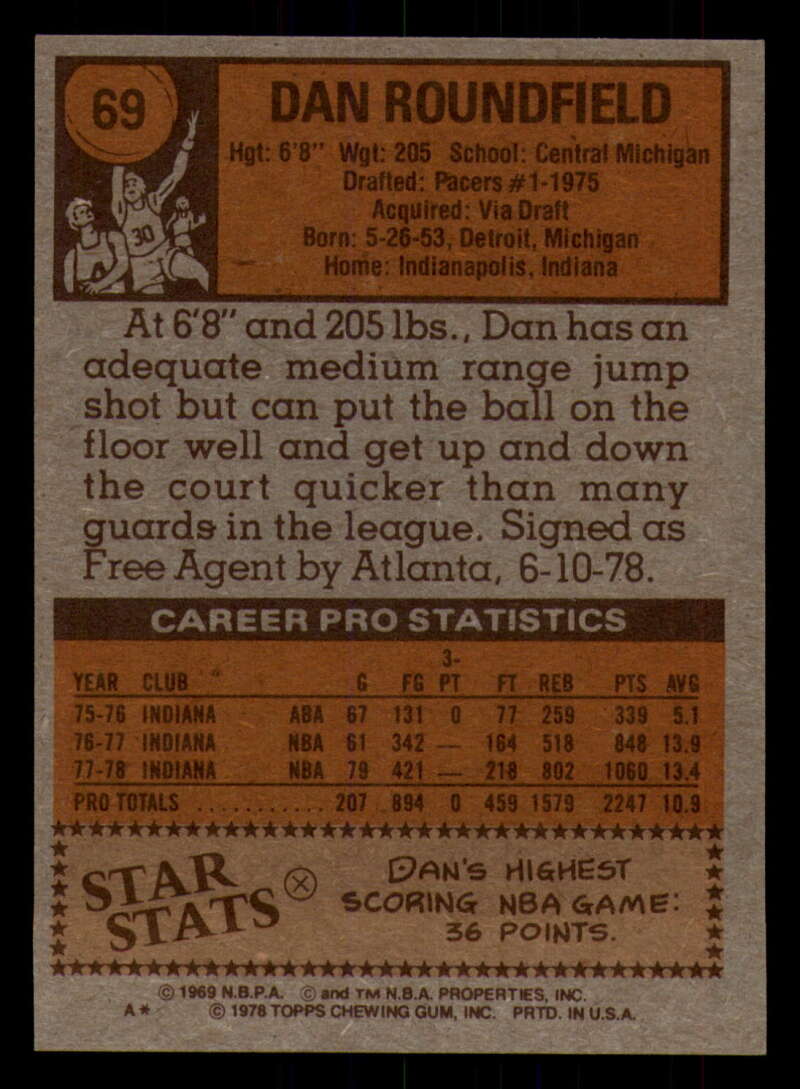 69
30
DAN ROUNDFIELD
Hgt: 6'8" Wgt: 205 School: Central Michigan
Drafted: Pacers #1-1975
Acquired: Via Draft
Born: 5-26-53, Detroit, Michigan
Home: Indianapolis, Indiana
At 6'8" and 205 lbs., Dan has an
adequate medium range jump
shot but can put the ball on the
floor well and get up and down
the court quicker than many
guards in the league. Signed as
Free Agent by Atlanta, 6-10-78.
CAREER PRO STATISTICS
YEAR CLUB G FG 3-PT FT REB PTS AVG
75-76 INDIANA ABA 67 131 0 77 259 339 5.1
76-77 INDIANA NBA 61 342 — 164 518 848 13.9
77-78 INDIANA NBA 79 421 — 218 802 1060 13.4
PRO TOTALS ........... 207 894 0 459 1579 2247 10.9
STAR STATS
DAN'S HIGHEST
SCORING NBA GAME:
36 POINTS.
© 1969 N.B.P.A. © and TM N.B.A. PROPERTIES, INC.
A* © 1978 TOPPS CHEWING GUM, INC. PRTD. IN U.S.A.